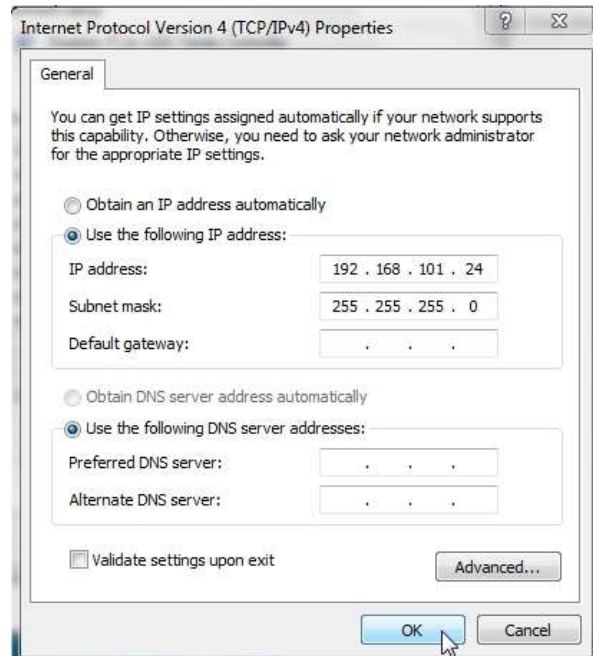 Internet Protocol Version 4 (TCP/IPv4) Properties
General
You can get IP settings assigned automatically if your network supports
this capability. Otherwise, you need to ask your network administrator
for the appropriate IP settings.
Obtain an IP address automatically
Use the following IP address:
IP address: 192 . 168 . 101 . 24
Subnet mask: 255 . 255 . 255 . 0
Default gateway: . . .
Obtain DNS server address automatically
Use the following DNS server addresses:
Preferred DNS server: . . .
Alternate DNS server: . . .
Validate settings upon exit
Advanced...
OK Cancel